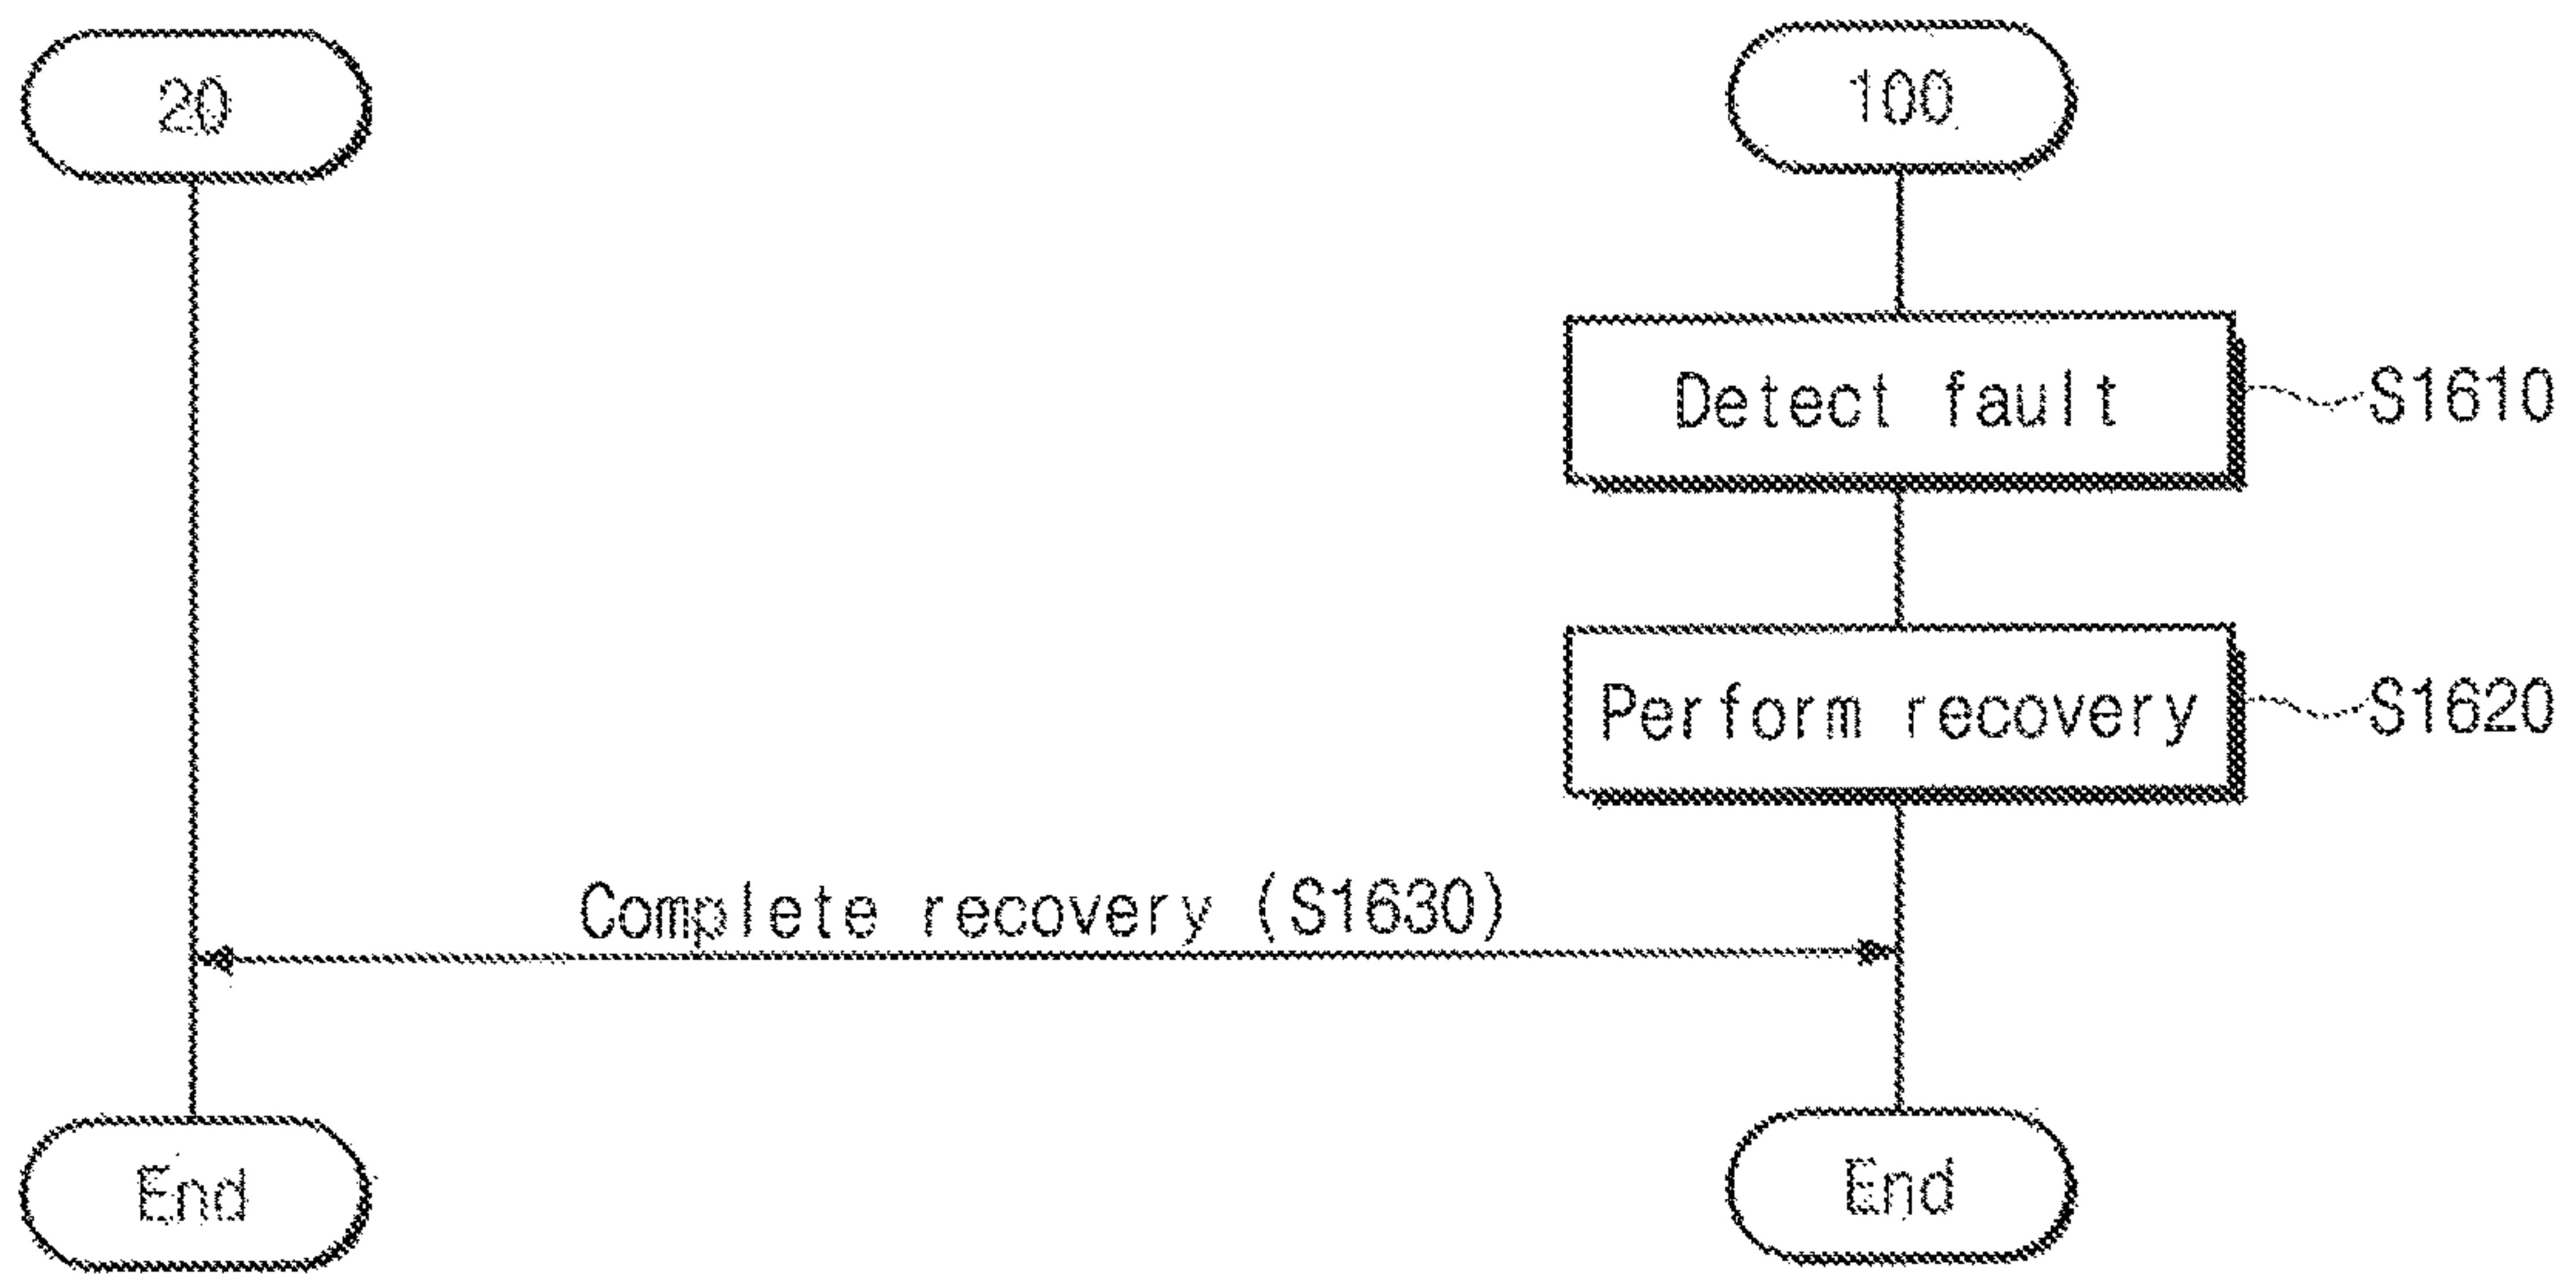 20
100
Detect fault
S1610
Perform recovery
S1620
Complete recovery (S1630)
End
End